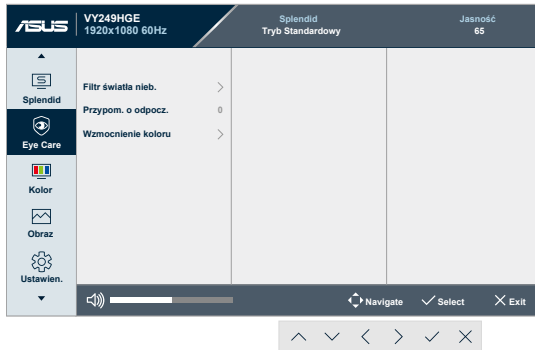 ASUS
VY249HGE
1920x1080 60Hz
Splendid
Tryb Standardowy
Jasność
65
Splendid
Eye Care
Kolor
Obraz
Ustawien.
Filtr światła nieb.
Przypom. o odpocz. 0
Wzmocnienie koloru
Navigate
Select
Exit